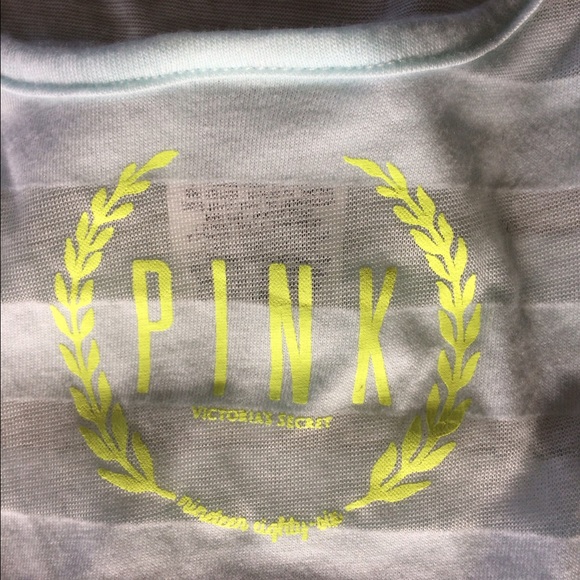 PINK
VICTORIA'S SECRET
nineteen eighty-six